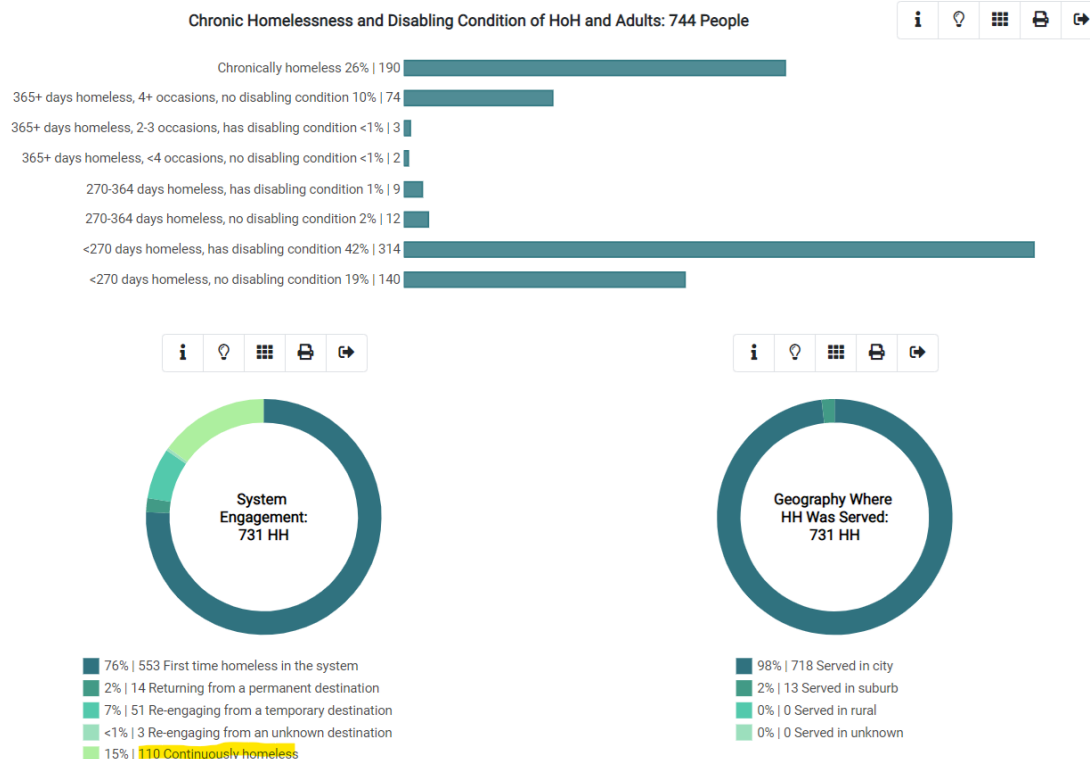 Chronic Homelessness and Disabling Condition of HoH and Adults: 744 People
Chronically homeless 26% | 190
365+ days homeless, 4+ occasions, no disabling condition 10% | 74
365+ days homeless, 2-3 occasions, has disabling condition <1% | 3
365+ days homeless, <4 occasions, no disabling condition <1% | 2
270-364 days homeless, has disabling condition 1% | 9
270-364 days homeless, no disabling condition 2% | 12
<270 days homeless, has disabling condition 42% | 314
<270 days homeless, no disabling condition 19% | 140
System
Engagement:
731 HH
76% | 553 First time homeless in the system
2% | 14 Returning from a permanent destination
7% | 51 Re-engaging from a temporary destination
<1% | 3 Re-engaging from an unknown destination
15% | 110 Continuously homeless
Geography Where
HH Was Served:
731 HH
98% | 718 Served in city
2% | 13 Served in suburb
0% | 0 Served in rural
0% | 0 Served in unknown